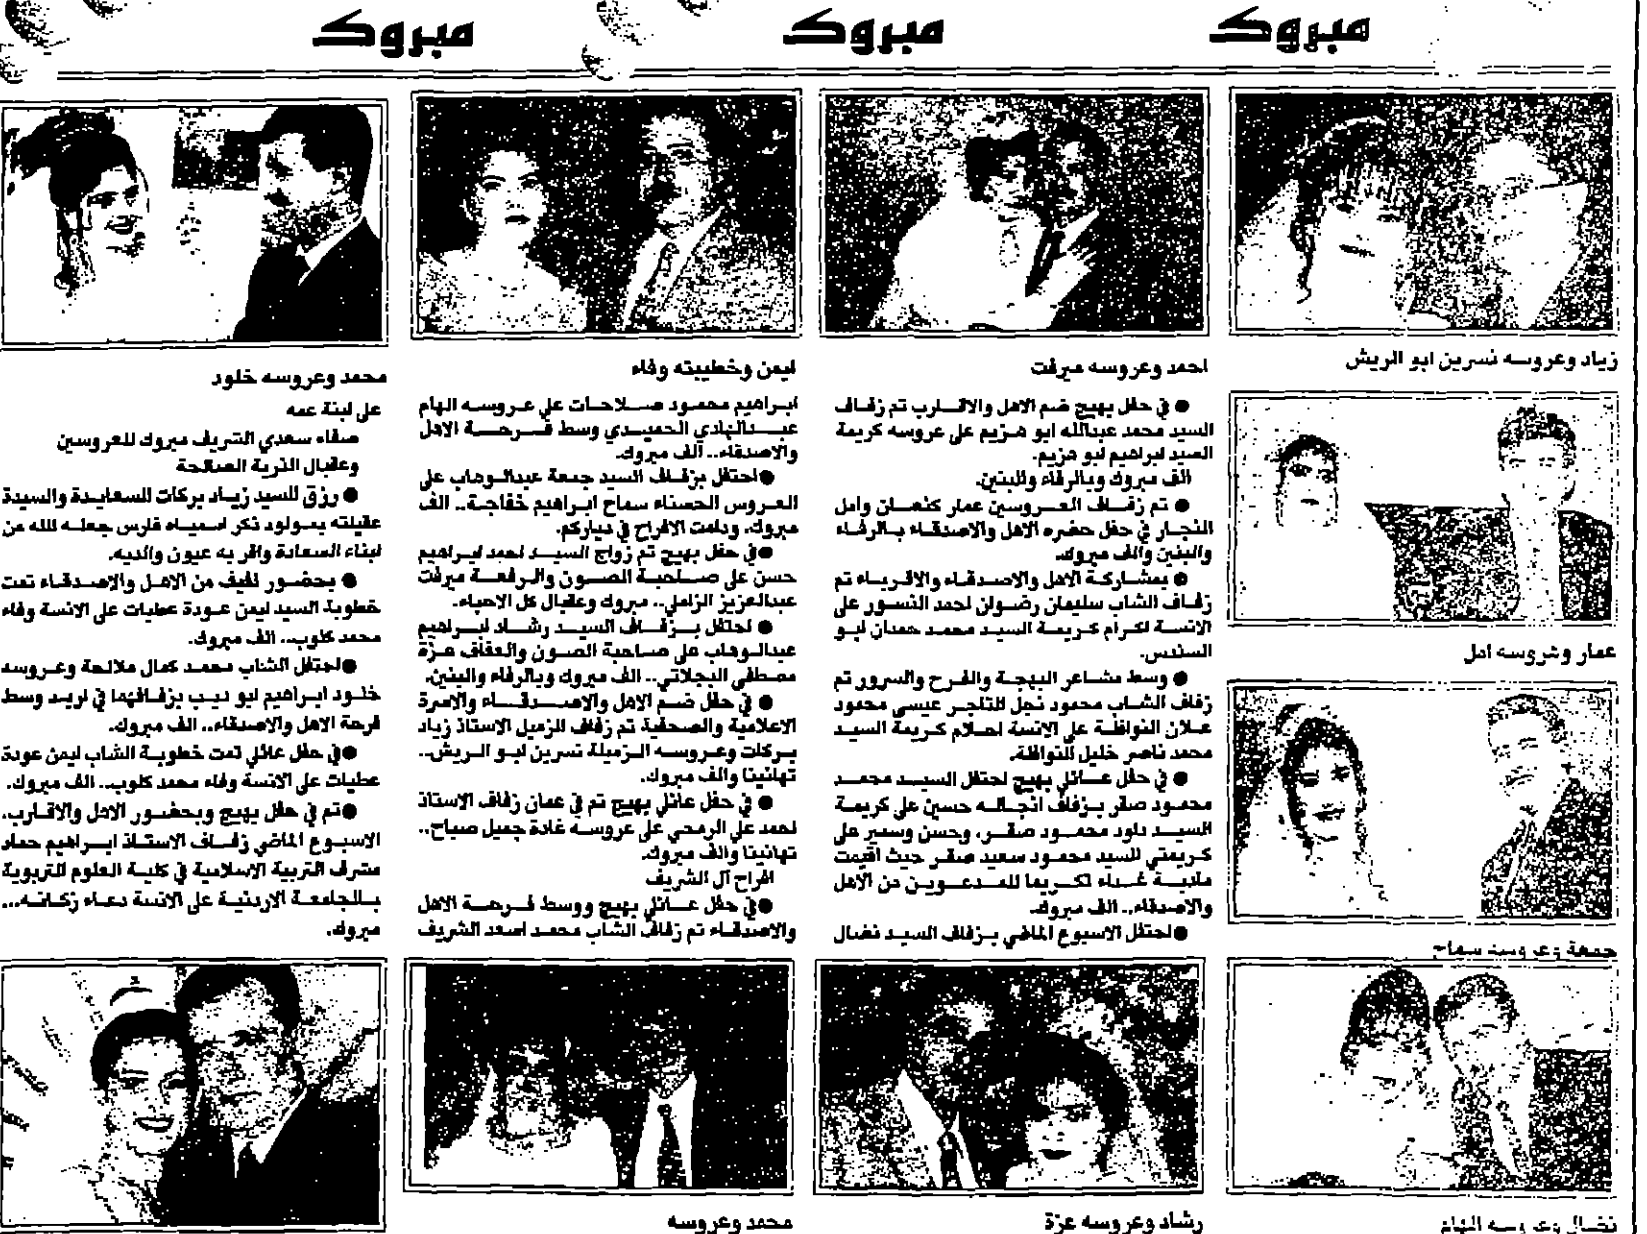 مبروك
مبروك
مبروك
زياد وعروسه نسرين ابو الريش
عمار وعروسه امل
جمعة وعروسه سماح
نضال وعروسه الهام
احمد وعروسه ميرفت
● في حفل بهيج ضم الاهل والاقارب تم زفاف
السيد محمد عبدالله ابو هزيم على عروسه كريمة
السيد ابراهيم ابو هزيم.
الف مبروك وبالرفاء والبنين.
● تم زفاف العروسين عمار كنعان وامل
النجار في حفل حضره الاهل والاصدقاء بالرفاء
والبنين والف مبروك.
● بمشاركة الاهل والاصدقاء والاقرباء تم
زفاف الشاب سليمان رضوان احمد النسور على
الانسة اكرام كريمة السيد محمد حمدان ابو
السندس.
● وسط مشاعر البهجة والفرح والسرور تم
زفاف الشاب محمود نجل التاجر عيسى محمود
علان النوافلة على الانسة احلام كريمة السيد
محمد ناصر خليل النوافلة.
● في حفل عائلي بهيج احتفل السيد محمد
محمود صقر بزفاف انجاله حسين على كريمة
السيد داود محمود صقر، وحسن وسمير على
كريمتي السيد محمود سعيد صقر حيث اقيمت
مادبة غداء تكريما للمدعوين من الاهل
والاصدقاء.. الف مبروك.
● احتفل الاسبوع الماضي بزفاف السيد نضال
رشاد وعروسه عزة
ايمن وخطيبته وفاء
ابراهيم محمود صلاحات على عروسه الهام
عبدالهادي الحميدي وسط فرحة الاهل
والاصدقاء.. الف مبروك.
● احتفل بزفاف السيد جمعة عبدالوهاب على
العروس الحسناء سماح ابراهيم خفاجة.. الف
مبروك. ودامت الافراح في دياركم.
● في حفل بهيج تم زواج السيد احمد ابراهيم
حسن على صاحبة الصون والرفعة ميرفت
عبدالعزيز الزاملي.. مبروك وعقبال كل الاحباء.
● احتفل بزفاف السيد رشاد ابراهيم
عبدالوهاب على صاحبة الصون والعفاف عزة
مصطفى البجلاتي.. الف مبروك وبالرفاء والبنين.
● في حفل ضم الاهل والاصدقاء والاسرة
الاعلامية والصحفية تم زفاف الزميل الاستاذ زياد
بركات وعروسه الزميلة نسرين ابو الريش..
تهانينا والف مبروك.
● في حفل عائلي بهيج تم في عمان زفاف الاستاذ
احمد علي الرمحي على عروسه غادة جميل صباح..
تهانينا والف مبروك.
افراح آل الشريف
● في حفل عائلي بهيج ووسط فرحة الاهل
والاصدقاء تم زفاف الشاب محمد اسعد الشريف
محمد وعروسه
محمد وعروسه خلود
على ابنة عمه
صفاء سعدي الشريف مبروك للعروسين
وعقبال الذرية الصالحة
● رزق السيد زياد بركات السعايدة والسيدة
عقيلته بمولود ذكر اسمياه فارس جعله الله من
ابناء السعادة واقر به عيون والديه.
● بحضور لفيف من الاهل والاصدقاء تمت
خطوبة السيد ايمن عودة عطيات على الانسة وفاء
محمد كلوب.. الف مبروك.
● احتفل الشاب محمد كمال ملالحة وعروسه
خلود ابراهيم ابو ذيب بزفافهما في اربد وسط
فرحة الاهل والاصدقاء.. الف مبروك.
● في حفل عائلي تمت خطوبة الشاب ايمن عودة
عطيات على الانسة وفاء محمد كلوب.. الف مبروك.
● تم في حفل بهيج وبحضور الاهل والاقارب،
الاسبوع الماضي زفاف الاستاذ ابراهيم حماد
مشرف التربية الاسلامية في كلية العلوم التربوية
بالجامعة الاردنية على الانسة دعاء زكانه...
مبروك.